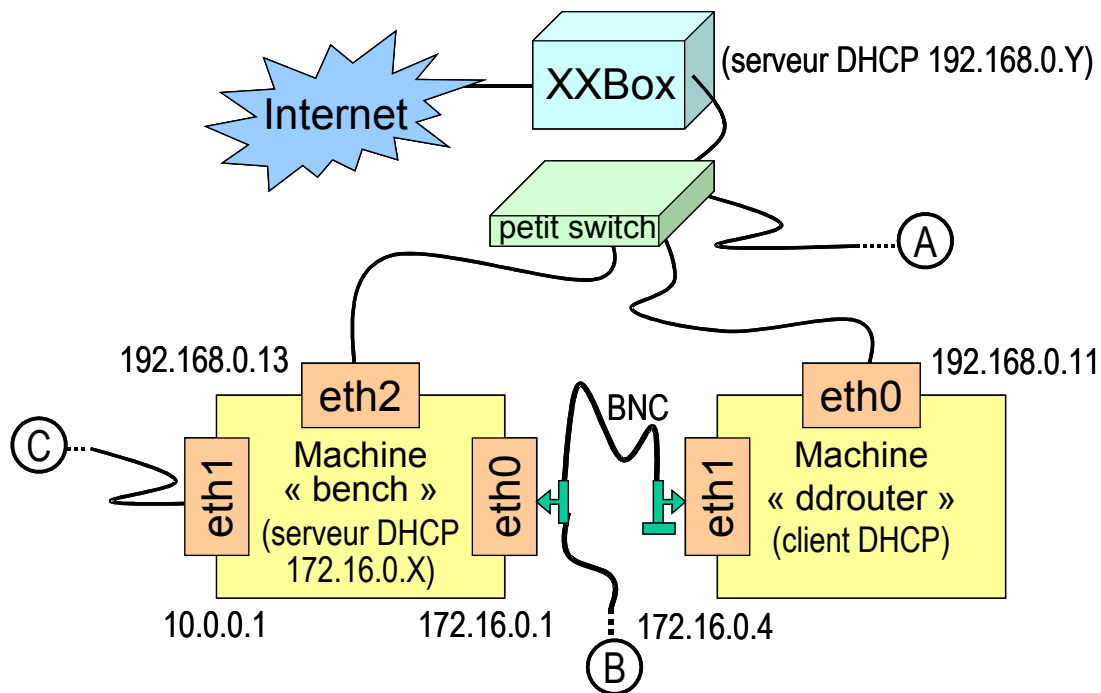 XXBox
(serveur DHCP 192.168.0.Y)
Internet
petit switch
A
192.168.0.13
eth2
BNC
eth0
192.168.0.11
C
eth1
Machine
« bench »
(serveur DHCP
172.16.0.X)
eth0
eth1
Machine
« ddrouter »
(client DHCP)
10.0.0.1
172.16.0.1
172.16.0.4
B